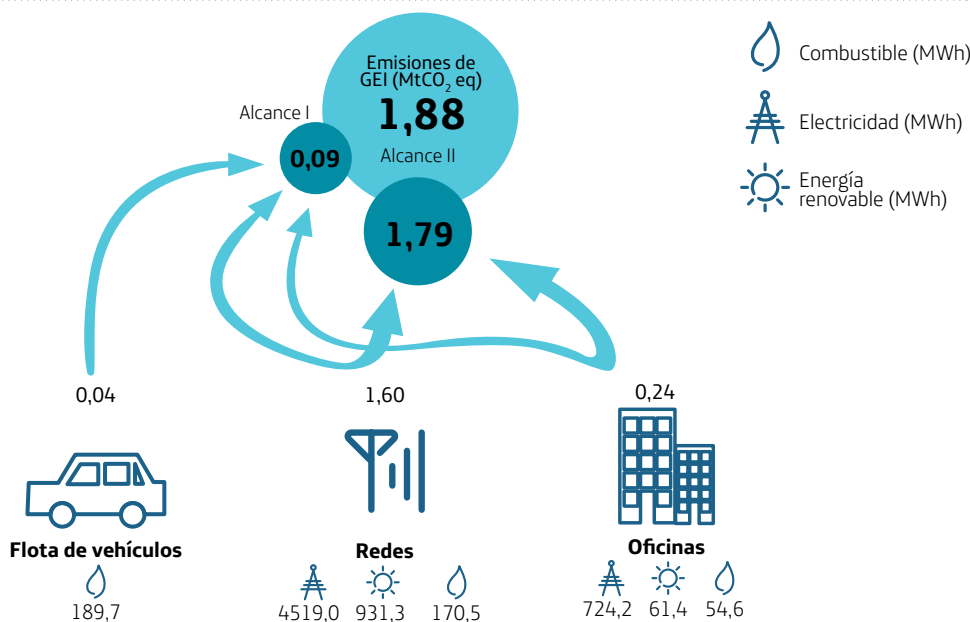 Emisiones de
GEI (MtCO₂ eq)
1,88
Alcance I
0,09
Alcance II
1,79
Combustible (MWh)
Electricidad (MWh)
Energía
renovable (MWh)
0,04
1,60
0,24
Flota de vehículos
189,7
Redes
4519,0 931,3 170,5
Oficinas
724,2 61,4 54,6